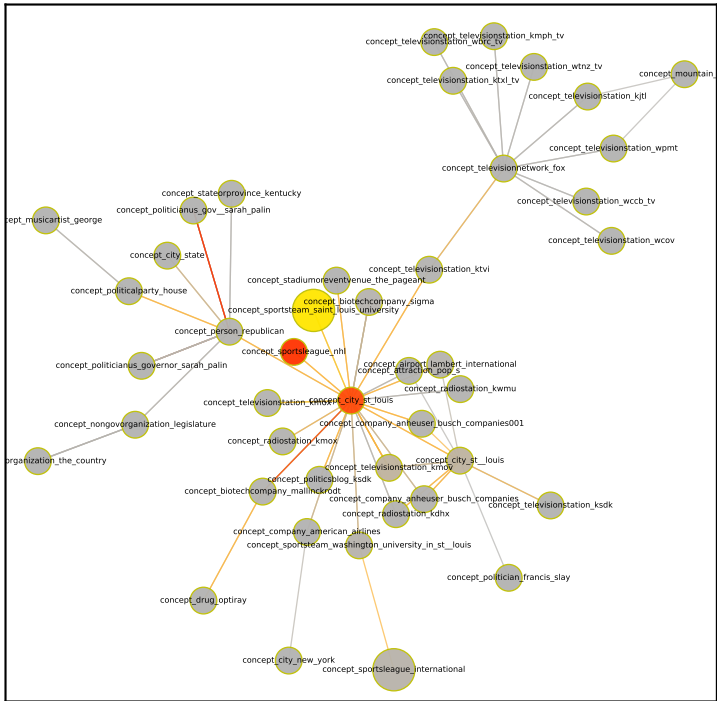 concept_televisionstation_kmph_tv
concept_televisionstation_wbrc_tv
concept_televisionstation_wtnz_tv
concept_mountain_
concept_televisionstation_ktxl_tv
concept_televisionstation_kjtl
concept_televisionstation_wpmt
concept_televisionnetwork_fox
concept_stateorprovince_kentucky
concept_televisionstation_wccb_tv
concept_politicianus_gov__sarah_palin
cept_musicartist_george
concept_televisionstation_wcov
concept_city_state
concept_televisionstation_ktvi
concept_stadiumoreventvenue_the_pageant
concept_politicalparty_house
concept_biotechcompany_sigma
concept_sportsteam_saint_louis_university
concept_person_republican
concept_sportsleague_nhl
concept_airport_lambert_international
concept_politicianus_governor_sarah_palin
concept_attraction_pop_s
concept_radiostation_kwmu
concept_city_st_louis
concept_televisionstation_kmox
concept_company_anheuser_busch_companies001
concept_nongovorganization_legislature
concept_radiostation_kmox
organization_the_country
concept_city_st__louis
concept_televisionstation_kmov
concept_politicsblog_ksdk
concept_biotechcompany_mallinckrodt
concept_company_anheuser_busch_companies
concept_televisionstation_ksdk
concept_radiostation_kdhx
concept_company_american_airlines
concept_sportsteam_washington_university_in_st__louis
concept_politician_francis_slay
concept_drug_optiray
concept_city_new_york
concept_sportsleague_international